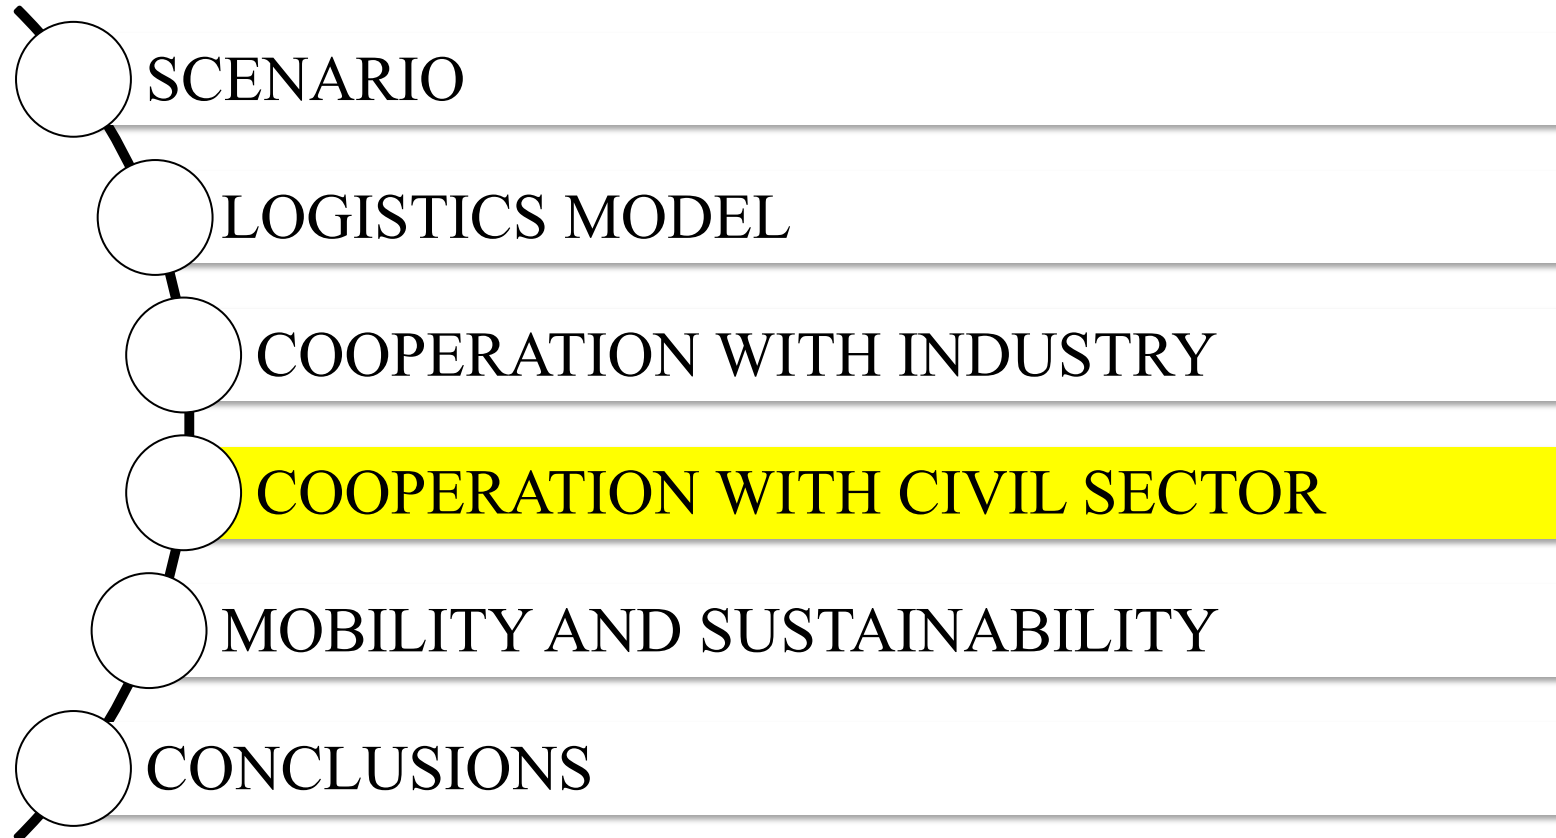 SCENARIO
LOGISTICS MODEL
COOPERATION WITH INDUSTRY
COOPERATION WITH CIVIL SECTOR
MOBILITY AND SUSTAINABILITY
CONCLUSIONS